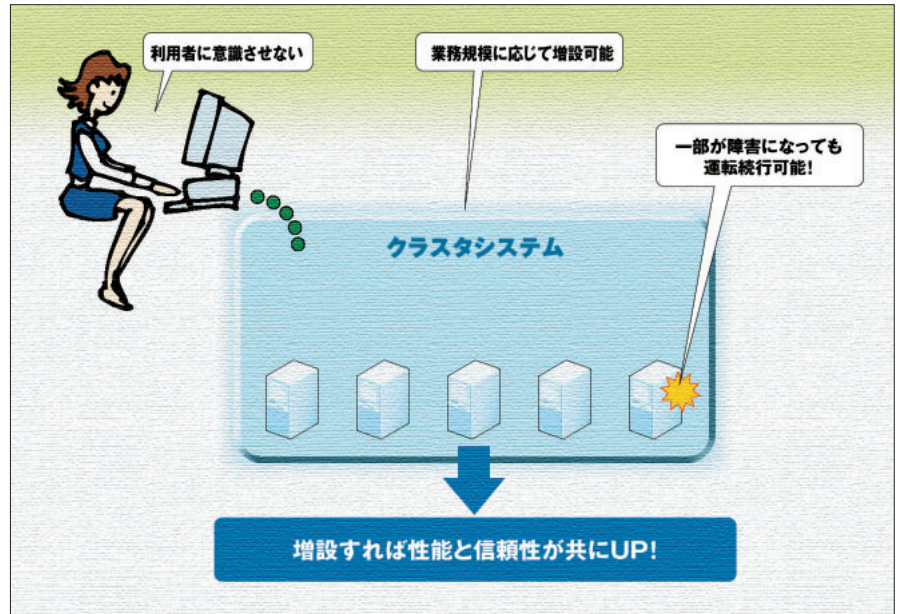 利用者に意識させない
業務規模に応じて増設可能
一部が障害になっても
運転続行可能!
クラスタシステム
増設すれば性能と信頼性が共にUP!